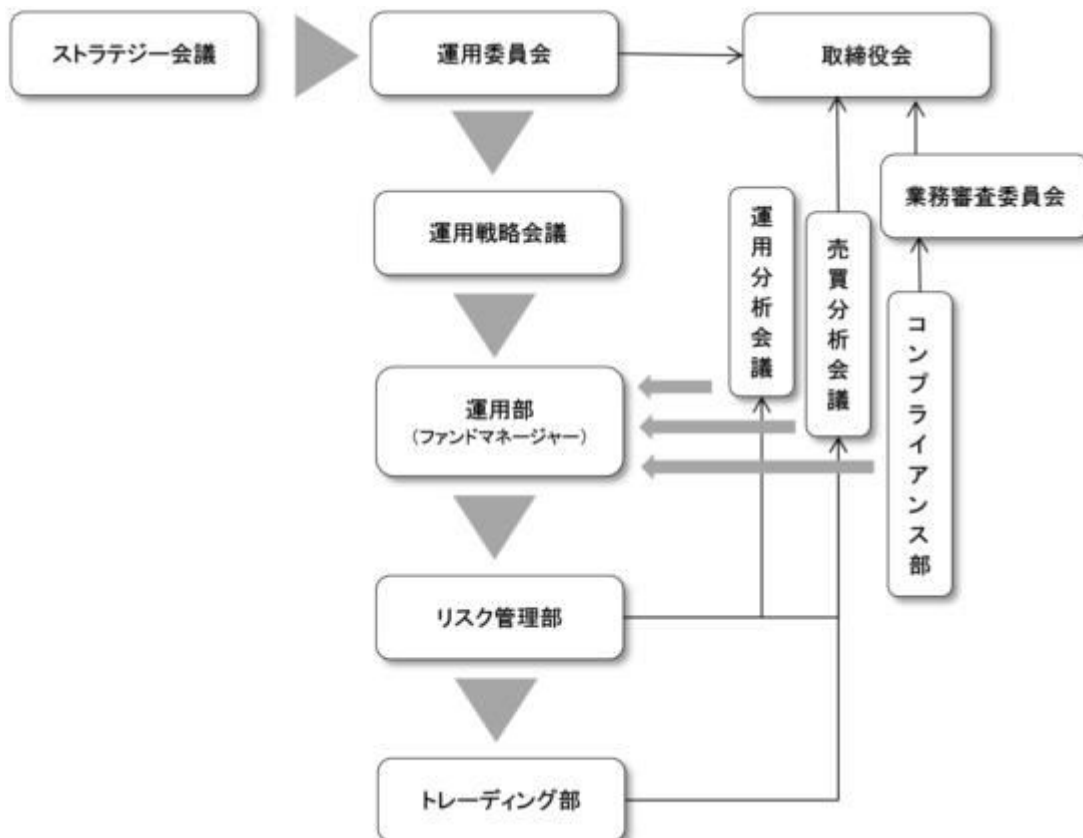 ストラテジー会議
運用委員会
取締役会
業務審査委員会
運用戦略会議
運用分析会議
売買分析会議
コンプライアンス部
運用部
(ファンドマネージャー)
リスク管理部
トレーディング部